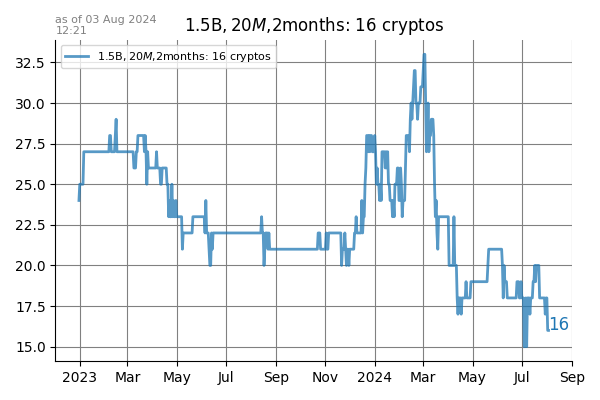 as of 03 Aug 2024
12:21
1.5B, 20M,2months: 16 cryptos
1.5B, 20M,2months: 16 cryptos
32.5
30.0
27.5
25.0
22.5
20.0
17.5
15.0
16
2023 Mar May Jul Sep Nov 2024 Mar May Jul Sep